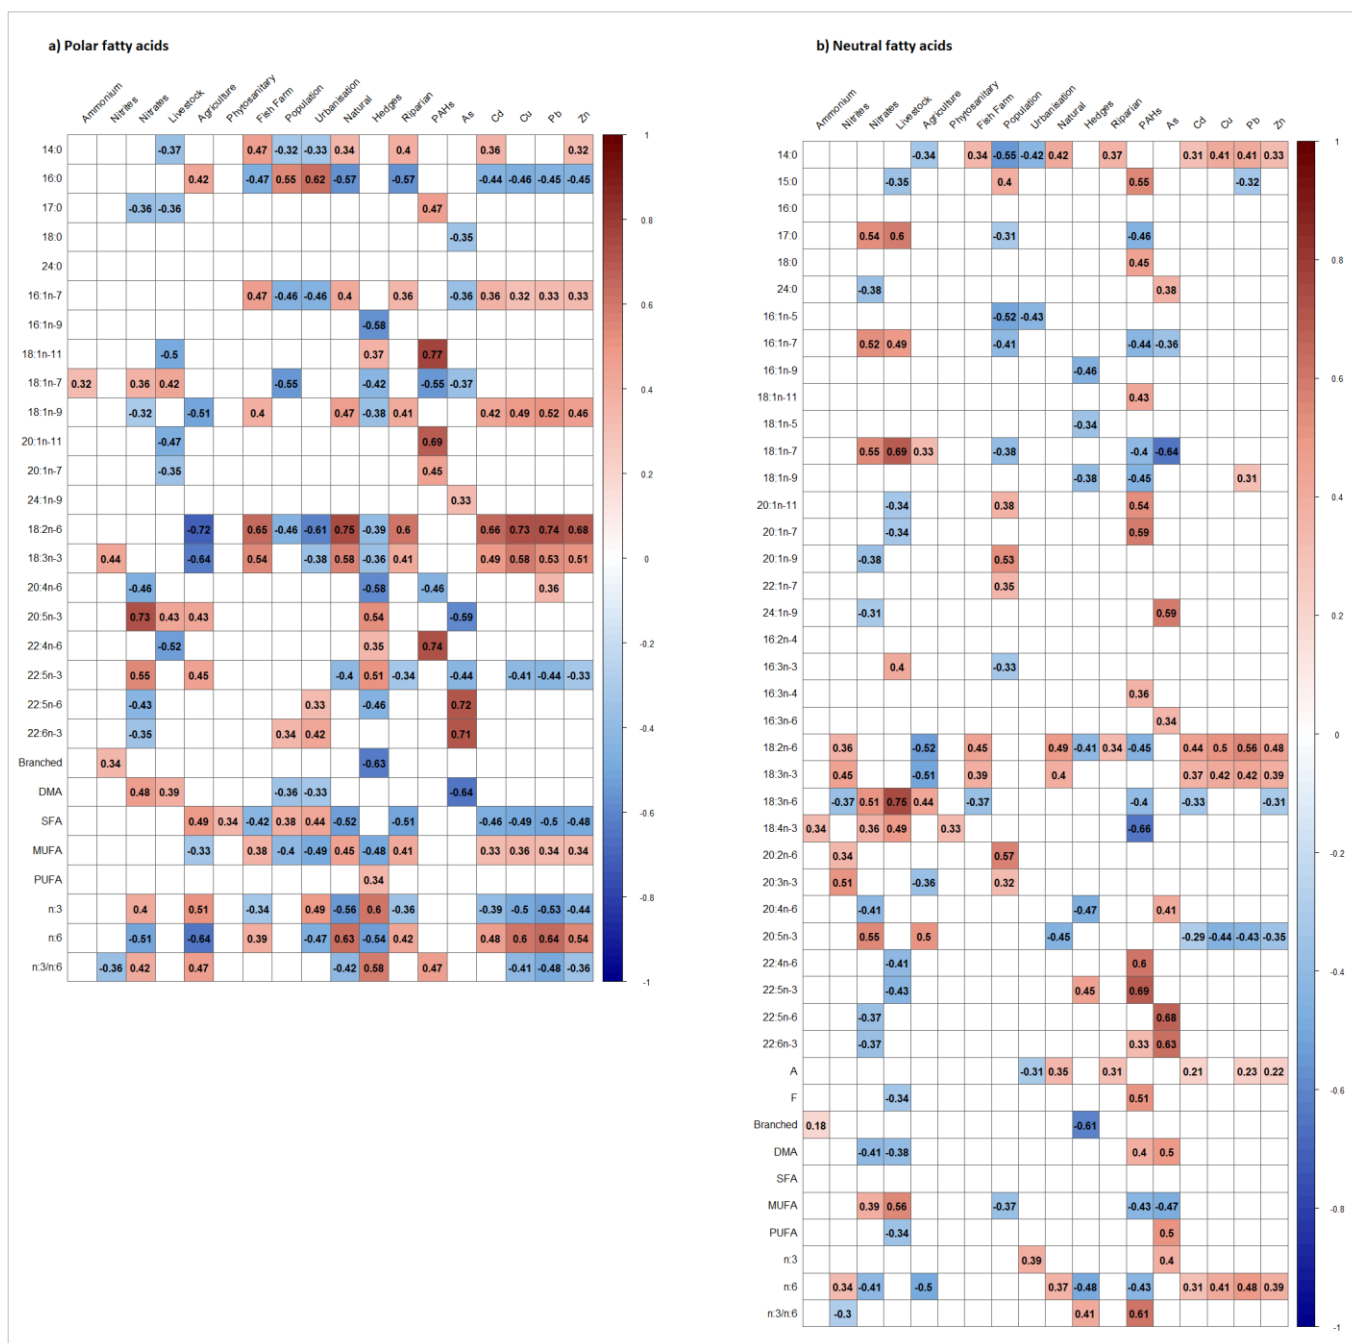 a) Polar fatty acids
Ammonium Nitrites Nitrates Livestock Agriculture Phytosanitary Fish Farm Population Urbanisation Natural Hedges Riparian PAHs As Cd Cu Pb Zn
14:0 -0.37 0.47 -0.32 -0.33 0.34 0.4 0.36 0.32
16:0 0.42 -0.47 0.55 0.62 -0.57 -0.57 -0.44 -0.46 -0.45 -0.45
17:0 -0.36 -0.36 0.47
18:0 -0.35
24:0
16:1n-7 0.47 -0.46 -0.46 0.4 0.36 -0.36 0.36 0.32 0.33 0.33
16:1n-9 -0.58
18:1n-11 -0.5 0.37 0.77
18:1n-7 0.32 0.36 0.42 -0.55 -0.42 -0.55 -0.37
18:1n-9 -0.32 -0.51 0.4 0.47 -0.38 0.41 0.42 0.49 0.52 0.46
20:1n-11 -0.47 0.69
20:1n-7 -0.35 0.45
24:1n-9 0.33
18:2n-6 -0.72 0.65 -0.46 -0.61 0.75 -0.39 0.6 0.66 0.73 0.74 0.68
18:3n-3 0.44 -0.64 0.54 -0.38 0.58 -0.36 0.41 0.49 0.58 0.53 0.51
20:4n-6 -0.46 -0.58 -0.46 0.36
20:5n-3 0.73 0.43 0.43 0.54 -0.59
22:4n-6 -0.52 0.35 0.74
22:5n-3 0.55 0.45 -0.4 0.51 -0.34 -0.44 -0.41 -0.44 -0.33
22:5n-6 -0.43 0.33 -0.46 0.72
22:6n-3 -0.35 0.34 0.42 0.71
Branched 0.34 -0.63
DMA 0.48 0.39 -0.36 -0.33 -0.64
SFA 0.49 0.34 -0.42 0.38 0.44 -0.52 -0.51 -0.46 -0.49 -0.5 -0.48
MUFA -0.33 0.38 -0.4 -0.49 0.45 -0.48 0.41 0.33 0.36 0.34 0.34
PUFA 0.34
n:3 0.4 0.51 -0.34 0.49 -0.56 0.6 -0.36 -0.39 -0.5 -0.53 -0.44
n:6 -0.51 -0.64 0.39 -0.47 0.63 -0.54 0.42 0.48 0.6 0.64 0.54
n:3/n:6 -0.36 0.42 0.47 -0.42 0.58 0.47 -0.41 -0.48 -0.36
1
0.8
0.6
0.4
0.2
0
-0.2
-0.4
-0.6
-0.8
-1
b) Neutral fatty acids
Ammonium Nitrites Nitrates Livestock Agriculture Phytosanitary Fish Farm Population Urbanisation Natural Hedges Riparian PAHs As Cd Cu Pb Zn
14:0 -0.34 0.34 -0.55 -0.42 0.42 0.37 0.31 0.41 0.41 0.33
15:0 -0.35 0.4 0.55 -0.32
16:0
17:0 0.54 0.6 -0.31 -0.46
18:0 0.45
24:0 -0.38 0.38
16:1n-5 -0.52 -0.43
16:1n-7 0.52 0.49 -0.41 -0.44 -0.36
16:1n-9 -0.46
18:1n-11 0.43
18:1n-5 -0.34
18:1n-7 0.55 0.69 0.33 -0.38 -0.4 -0.64
18:1n-9 -0.38 -0.45 0.31
20:1n-11 -0.34 0.38 0.54
20:1n-7 -0.34 0.59
20:1n-9 -0.38 0.53
22:1n-7 0.35
24:1n-9 -0.31 0.59
16:2n-4
16:3n-3 0.4 -0.33
16:3n-4 0.36
16:3n-6 0.34
18:2n-6 0.36 -0.52 0.45 0.49 -0.41 0.34 -0.45 0.44 0.5 0.56 0.48
18:3n-3 0.45 -0.51 0.39 0.4 0.37 0.42 0.42 0.39
18:3n-6 -0.37 0.51 0.75 0.44 -0.37 -0.4 -0.33 -0.31
18:4n-3 0.34 0.36 0.49 0.33 -0.66
20:2n-6 0.34 0.57
20:3n-3 0.51 -0.36 0.32
20:4n-6 -0.41 -0.47 0.41
20:5n-3 0.55 0.5 -0.45 -0.29 -0.44 -0.43 -0.35
22:4n-6 -0.41 0.6
22:5n-3 -0.43 0.45 0.69
22:5n-6 -0.37 0.68
22:6n-3 -0.37 0.33 0.63
A -0.31 0.35 0.31 0.21 0.23 0.22
F -0.34 0.51
Branched 0.18 -0.61
DMA -0.41 -0.38 0.4 0.5
SFA
MUFA 0.39 0.56 -0.37 -0.43 -0.47
PUFA -0.34 0.5
n:3 0.39 0.4
n:6 0.34 -0.41 -0.5 0.37 -0.48 -0.43 0.31 0.41 0.48 0.39
n:3/n:6 -0.3 0.41 0.61
1
0.8
0.6
0.4
0.2
0
-0.2
-0.4
-0.6
-0.8
-1